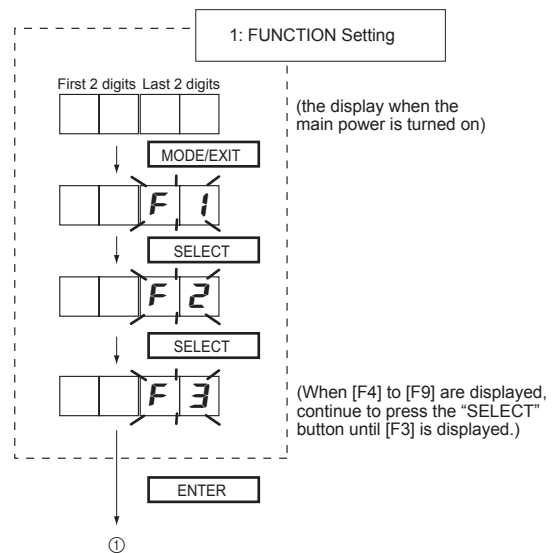 1: FUNCTION Setting
First 2 digits Last 2 digits
(the display when the
main power is turned on)
MODE/EXIT
F 1
SELECT
F 2
SELECT
F 3
(When [F4] to [F9] are displayed,
continue to press the “SELECT”
button until [F3] is displayed.)
ENTER
①